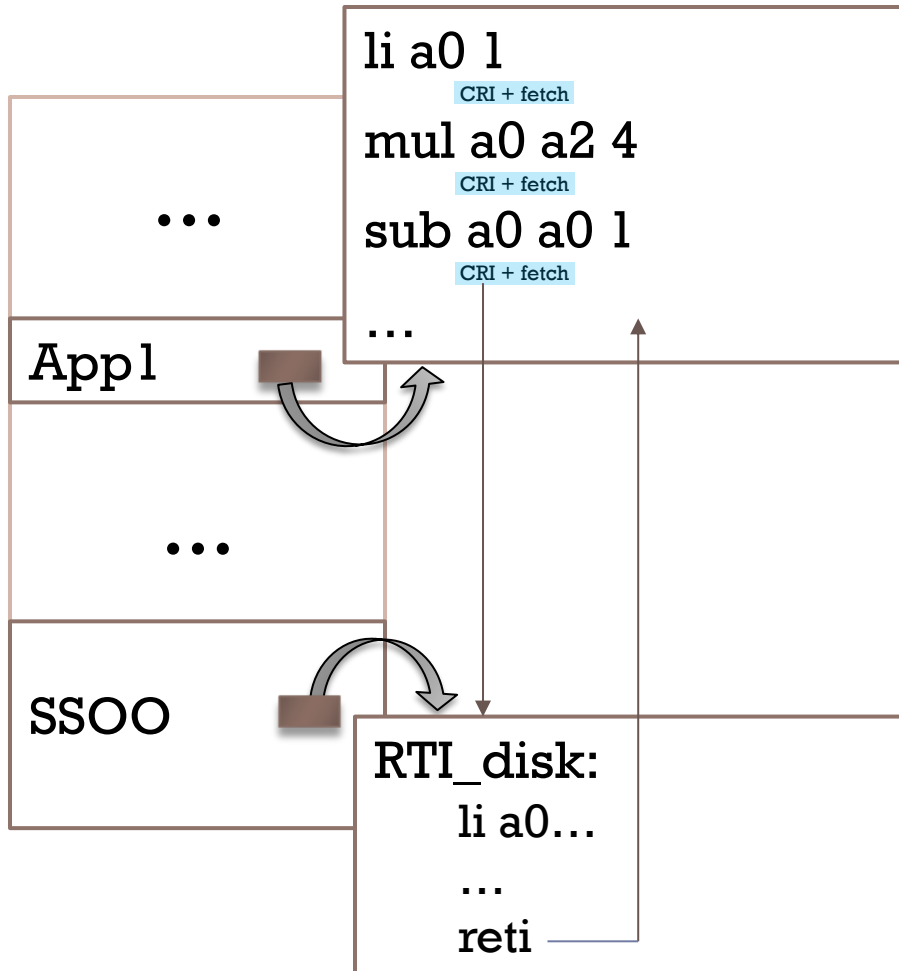 li a0 1
CRI + fetch
mul a0 a2 4
CRI + fetch
sub a0 a0 1
CRI + fetch
…
…
App1
…
SSOO
RTI_disk:
li a0…
…
reti